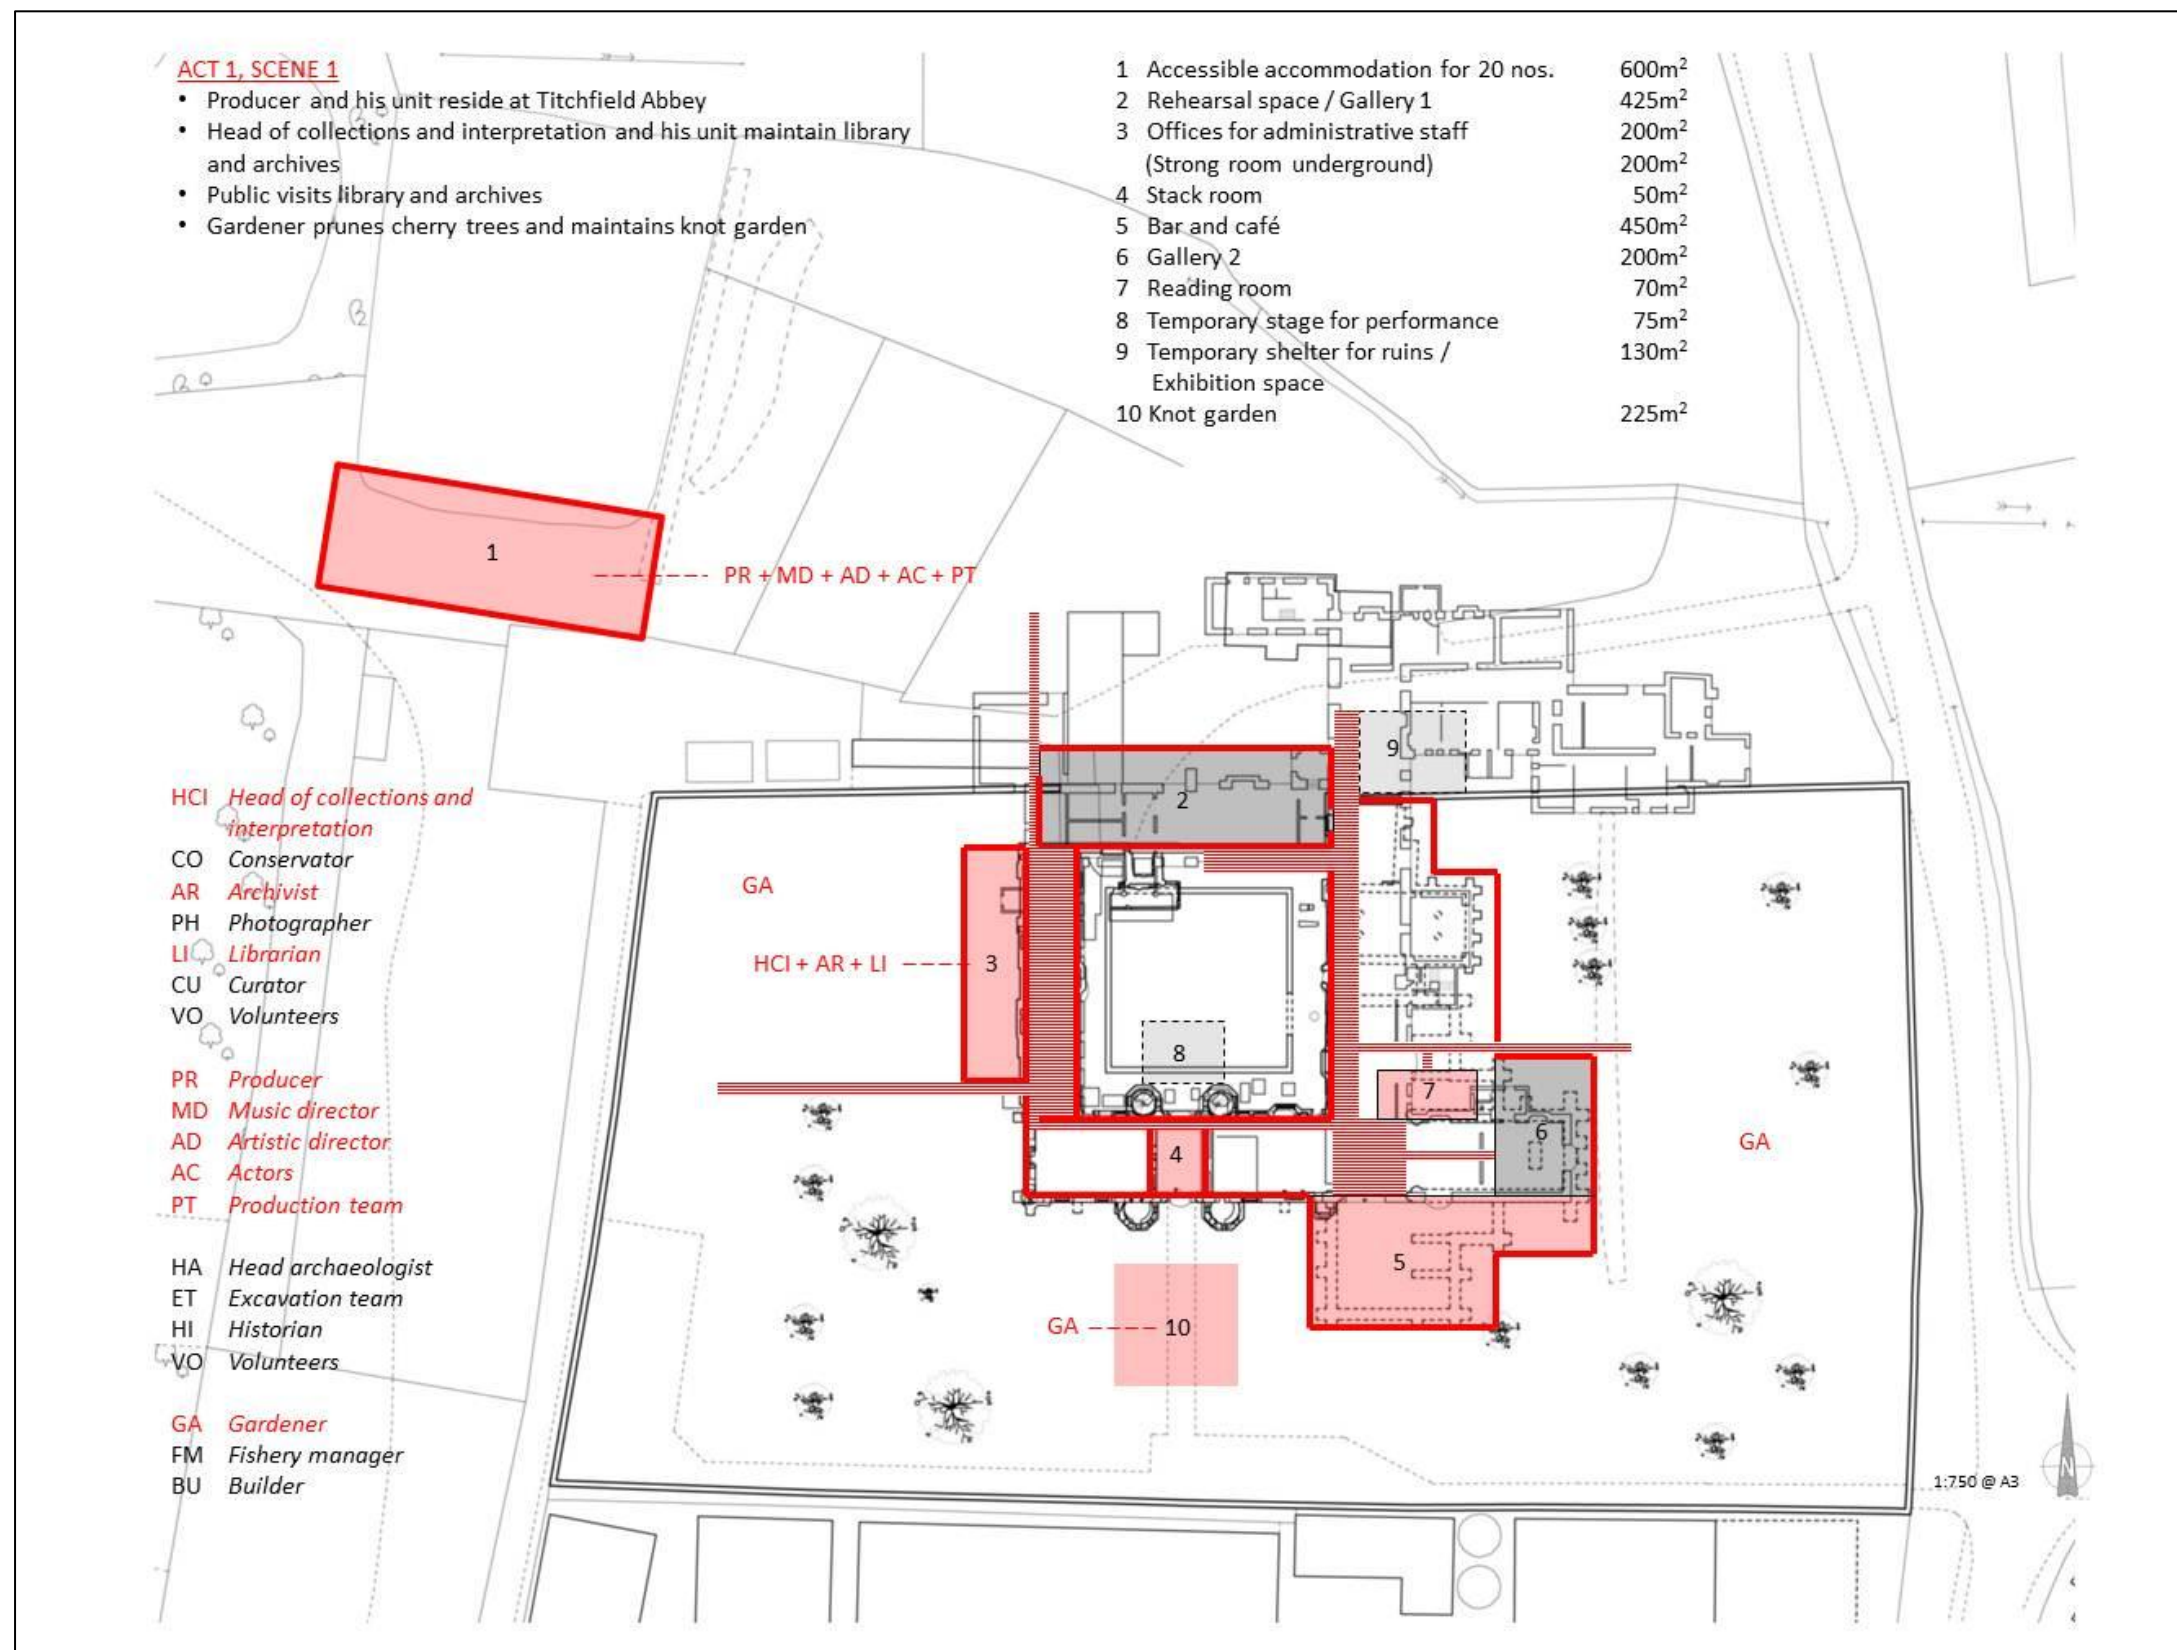 ACT 1, SCENE 1
• Producer and his unit reside at Titchfield Abbey
• Head of collections and interpretation and his unit maintain library
and archives
• Public visits library and archives
• Gardener prunes cherry trees and maintains knot garden
1 Accessible accommodation for 20 nos. 600m²
2 Rehearsal space / Gallery 1 425m²
3 Offices for administrative staff 200m²
(Strong room underground) 200m²
4 Stack room 50m²
5 Bar and café 450m²
6 Gallery 2 200m²
7 Reading room 70m²
8 Temporary stage for performance 75m²
9 Temporary shelter for ruins / 130m²
Exhibition space
10 Knot garden 225m²
1
PR + MD + AD + AC + PT
9
2
GA
HCI + AR + LI
3
8
7
6
GA
4
5
GA
10
HCI Head of collections and
interpretation
CO Conservator
AR Archivist
PH Photographer
LI Librarian
CU Curator
VO Volunteers
PR Producer
MD Music director
AD Artistic director
AC Actors
PT Production team
HA Head archaeologist
ET Excavation team
HI Historian
VO Volunteers
GA Gardener
FM Fishery manager
BU Builder
1:750 @ A3
N